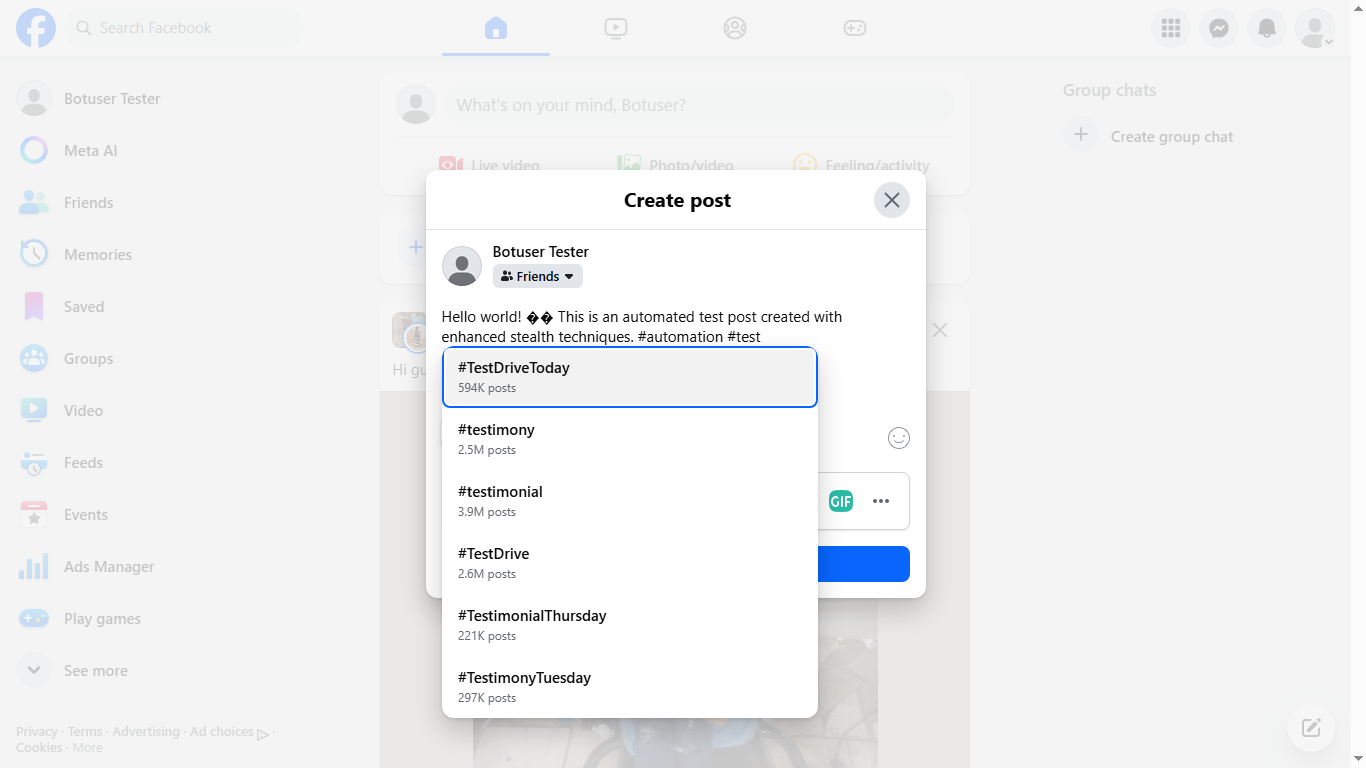 Search Facebook
Botuser Tester
Meta AI
Friends
Memories
Saved
Groups
Video
Feeds
Events
Ads Manager
Play games
See more
Privacy · Terms · Advertising · Ad choices ·
Cookies · More
What's on your mind, Botuser?
Live video
Photo/video
Feeling/activity
Hi gu
Create post
Botuser Tester
Friends
Hello world! �� This is an automated test post created with
enhanced stealth techniques. #automation #test
#TestDriveToday
594K posts
#testimony
2.5M posts
#testimonial
3.9M posts
#TestDrive
2.6M posts
#TestimonialThursday
221K posts
#TestimonyTuesday
297K posts
GIF
Group chats
Create group chat